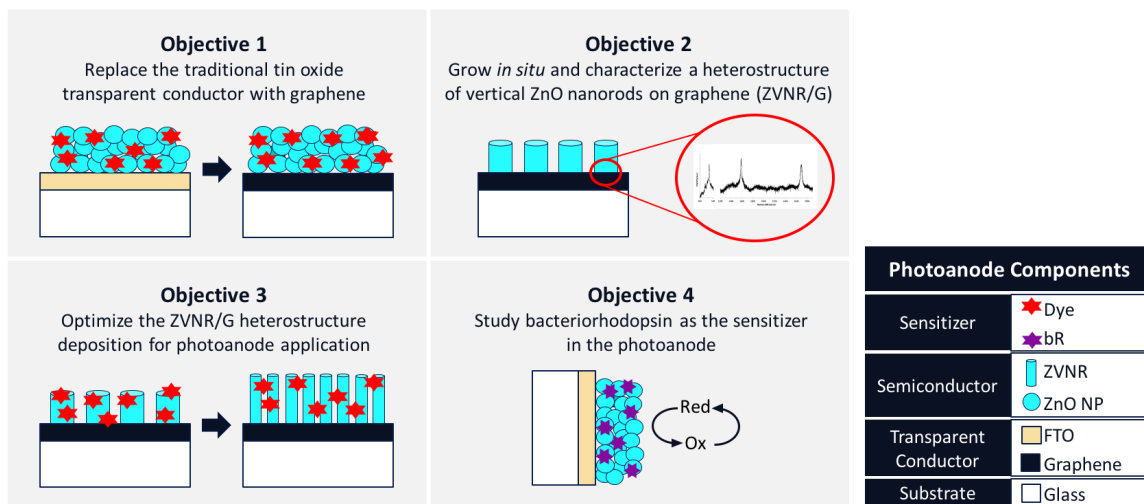 Objective 1
Replace the traditional tin oxide
transparent conductor with graphene
Objective 2
Grow in situ and characterize a heterostructure
of vertical ZnO nanorods on graphene (ZVNR/G)
Objective 3
Optimize the ZVNR/G heterostructure
deposition for photoanode application
Objective 4
Study bacteriorhodopsin as the sensitizer
in the photoanode
Red
Ox
Photoanode Components
Sensitizer
Dye
bR
Semiconductor
ZVNR
ZnO NP
Transparent
Conductor
FTO
Graphene
Substrate
Glass